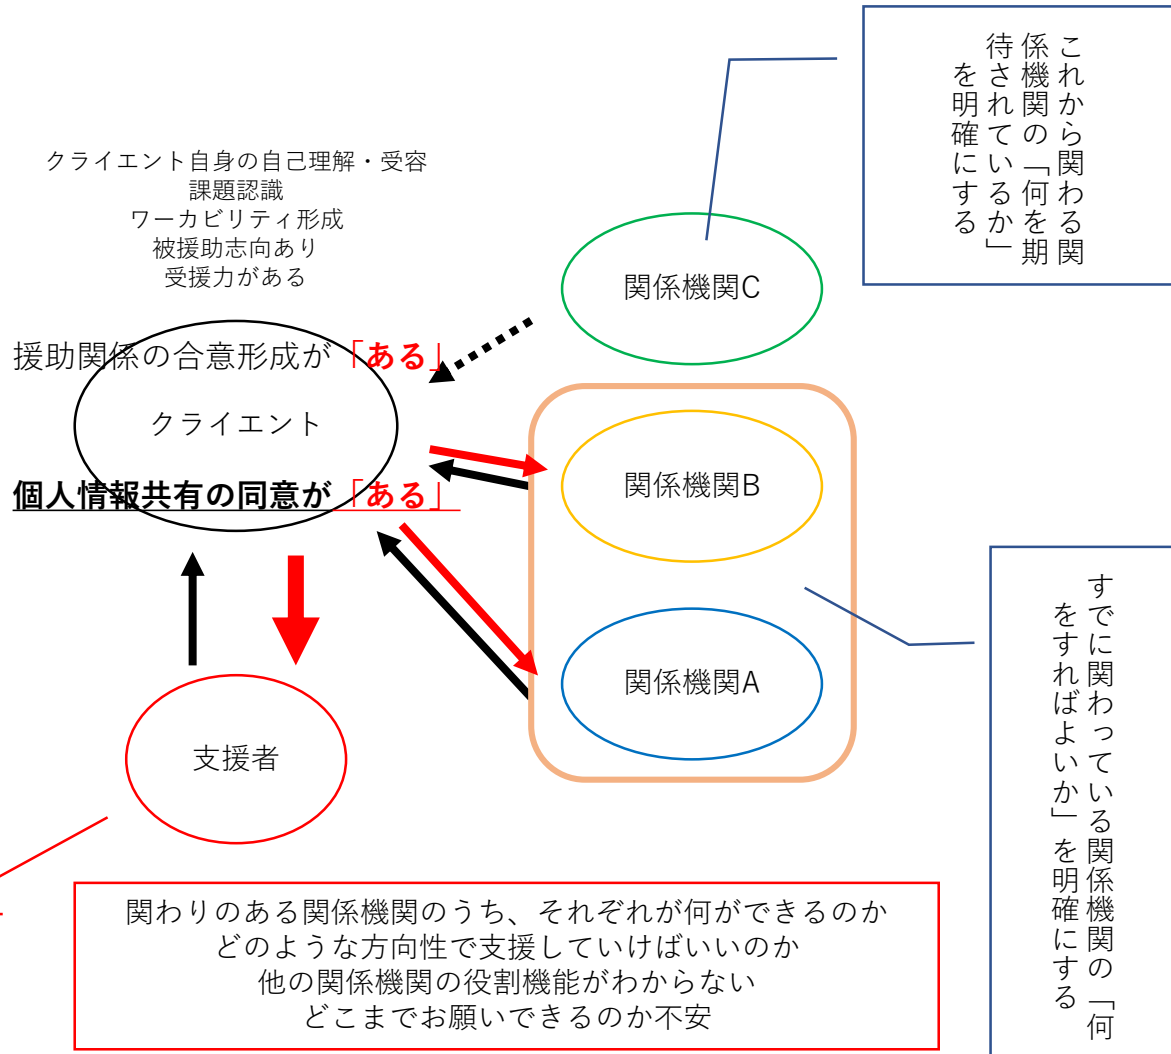 これから関わる関
係機関の「何を期
待されているか」
を明確にする
クライエント自身の自己理解・受容
課題認識
ワーカビリティ形成
被援助志向あり
受援力がある
関係機関C
援助関係の合意形成が「ある」
クライエント
関係機関B
個人情報共有の同意が「ある」
関係機関A
支援者
すでに関わっている関係機関の「何
をすればよいか」を明確にする
関わりのある関係機関のうち、それぞれが何ができるのか
どのような方向性で支援していけばいいのか
他の関係機関の役割機能がわからない
どこまでお願いできるのか不安